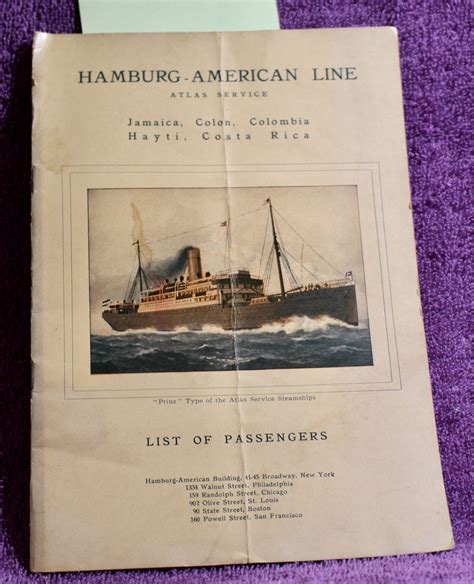 HAMBURG-AMERICAN LINE
ATLAS SERVICE
Jamaica, Colon, Colombia
Hayti, Costa Rica
"Prinz" Type of the Atlas Service Steamships
LIST OF PASSENGERS
Hamburg-American Building, 41-45 Broadway, New York
1334 Walnut Street, Philadelphia
159 Randolph Street, Chicago
902 Olive Street, St. Louis
90 State Street, Boston
160 Powell Street, San Francisco